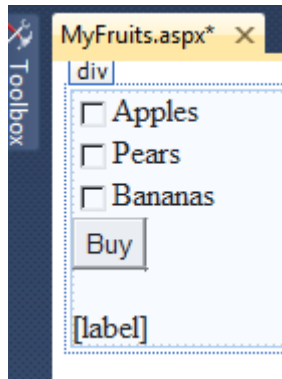 MyFruits.aspx*
Toolbox
div
Apples
Pears
Bananas
Buy
[label]